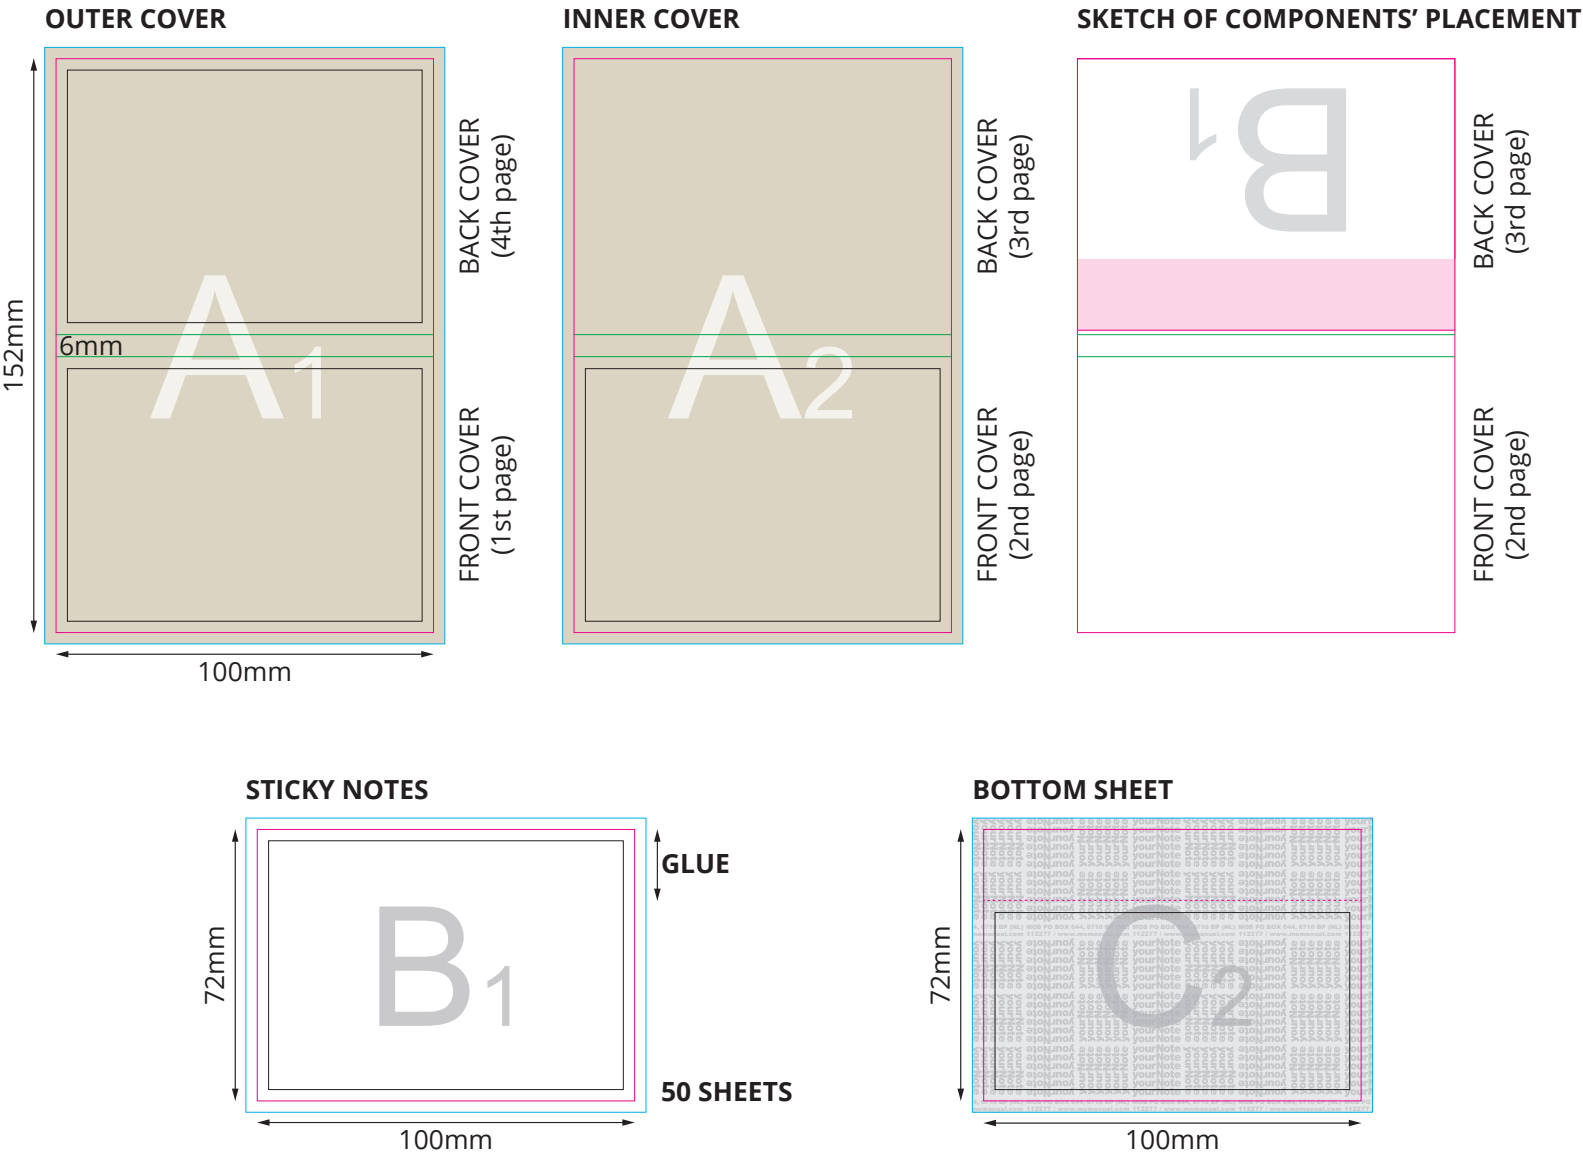 OUTER COVER
INNER COVER
SKETCH OF COMPONENTS’ PLACEMENT
BACK COVER
(4th page)
BACK COVER
(3rd page)
B1
BACK COVER
(3rd page)
152mm
6mm
A1
A2
FRONT COVER
(1st page)
FRONT COVER
(2nd page)
FRONT COVER
(2nd page)
100mm
STICKY NOTES
BOTTOM SHEET
GLUE
72mm
B1
50 SHEETS
100mm
72mm
yourNote
C2
100mm